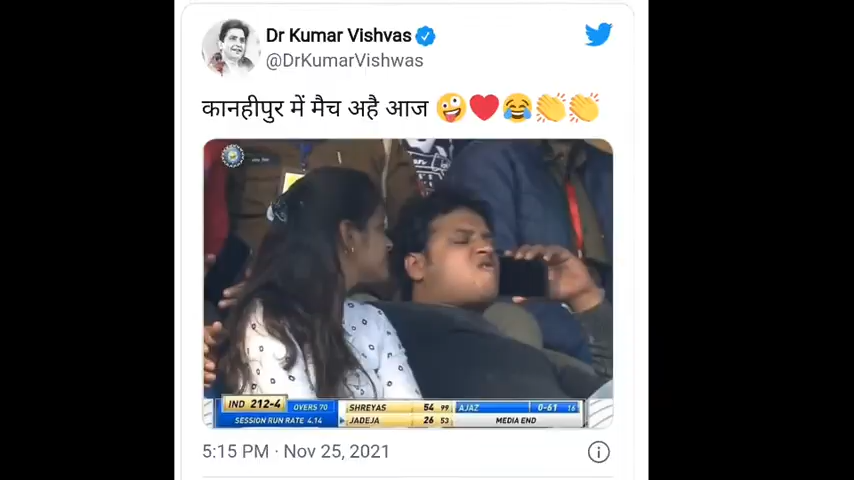 Dr Kumar Vishvas
@DrKumarVishwas
कानहीपुर में मैच अहै आज 🤪❤️😂👏👏
IND 212-4 OVERS 70 SHREYAS 54 99 AJAZ 0-61 16
SESSION RUN RATE 4.14 JADEJA 26 53 MEDIA END
5:15 PM · Nov 25, 2021